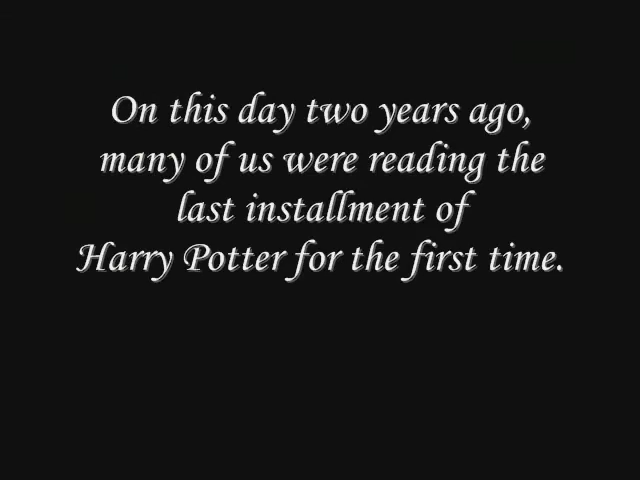 On this day two years ago,
many of us were reading the
last installment of
Harry Potter for the first time.